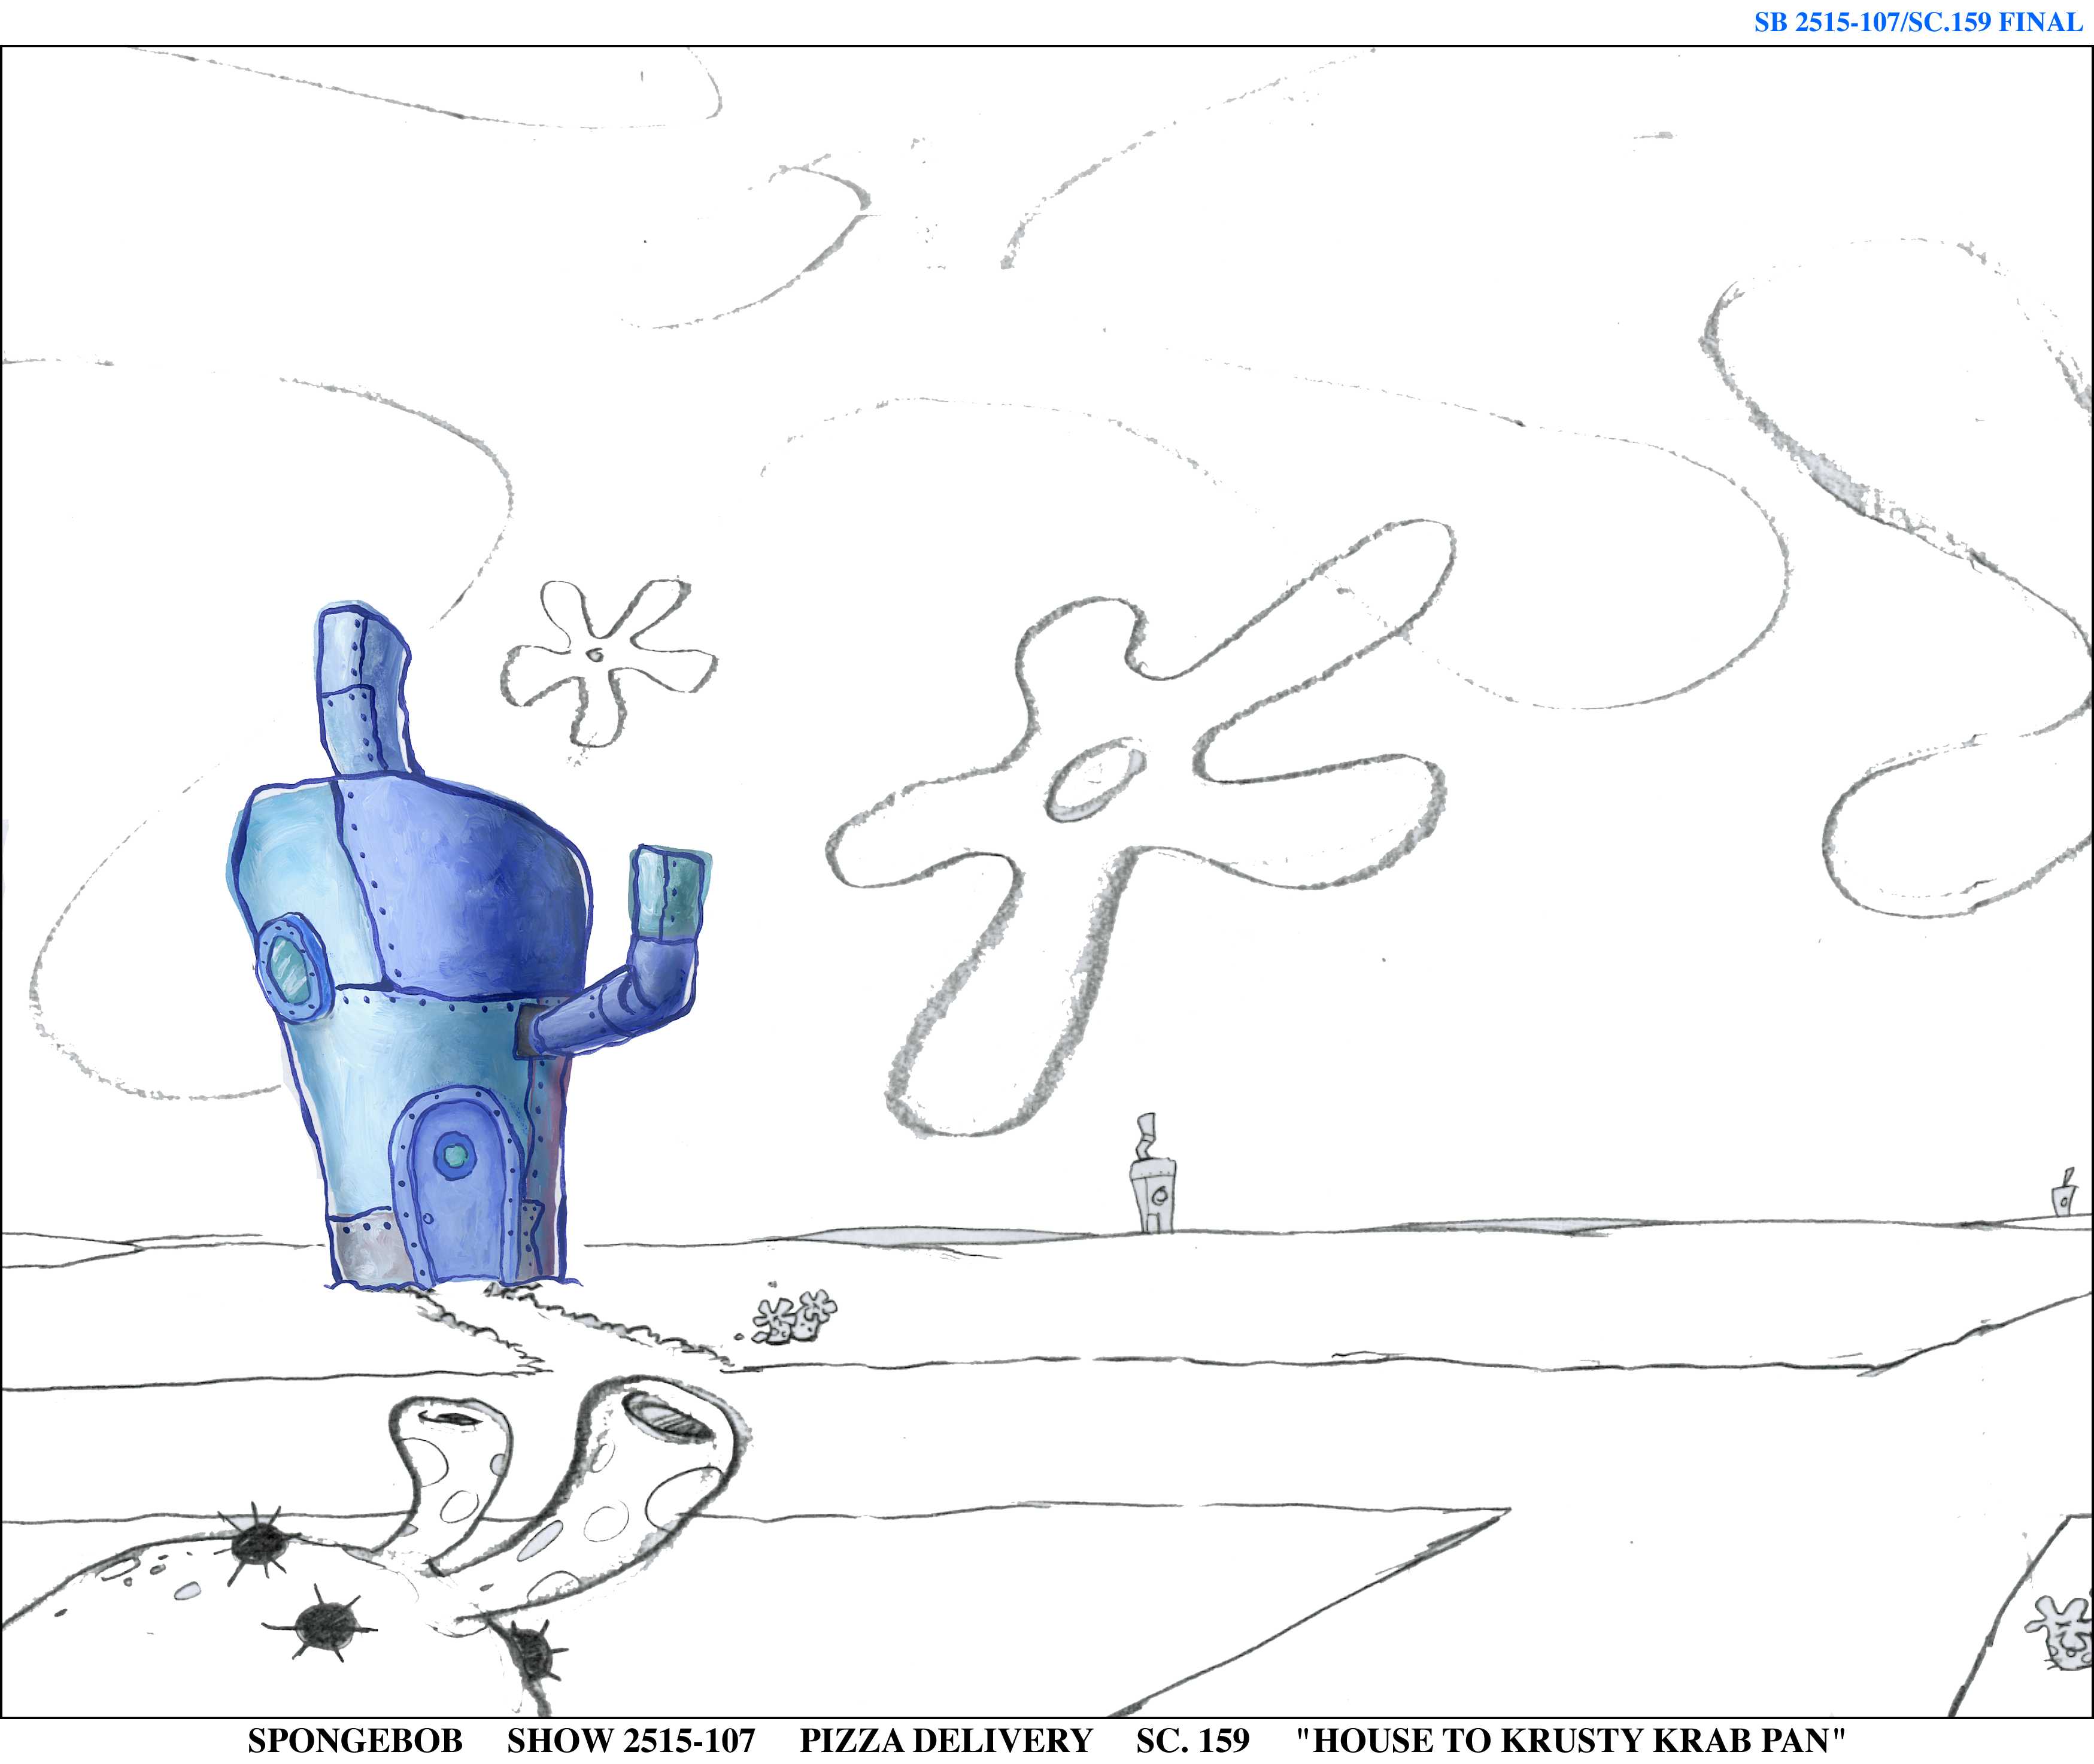 SB 2515-107/SC.159 FINAL
SPONGEBOB SHOW 2515-107 PIZZA DELIVERY SC. 159 "HOUSE TO KRUSTY KRAB PAN"